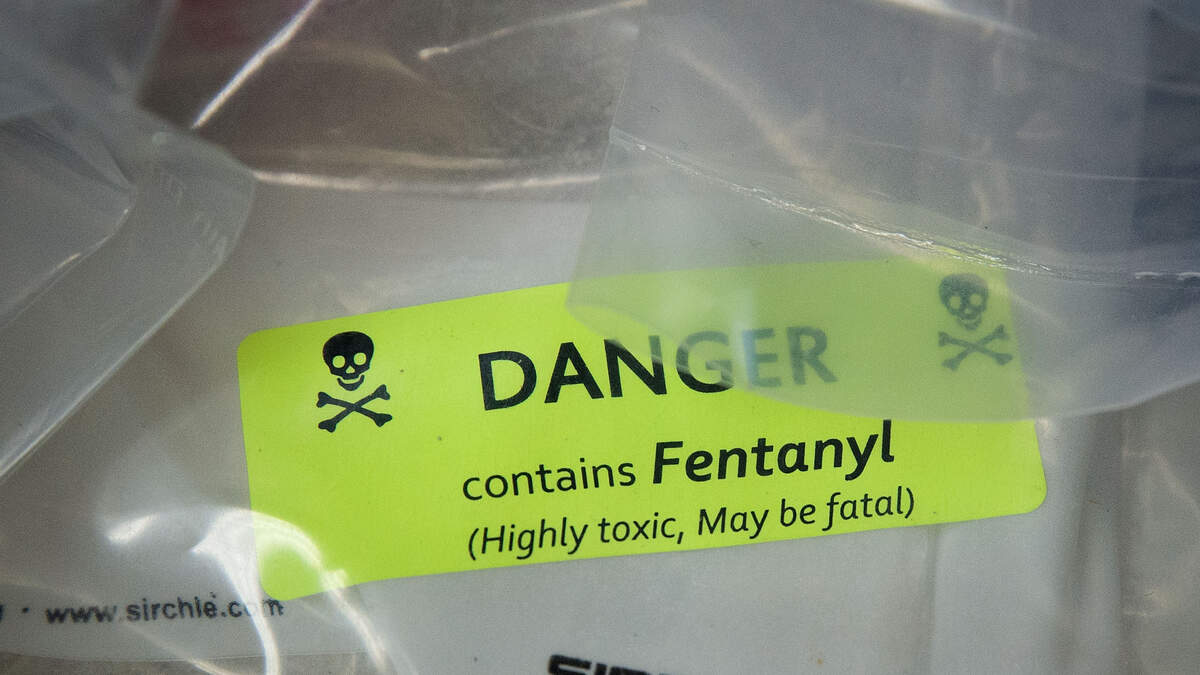 DANGER
contains Fentanyl
(Highly toxic, May be fatal)
www.sirchie.com